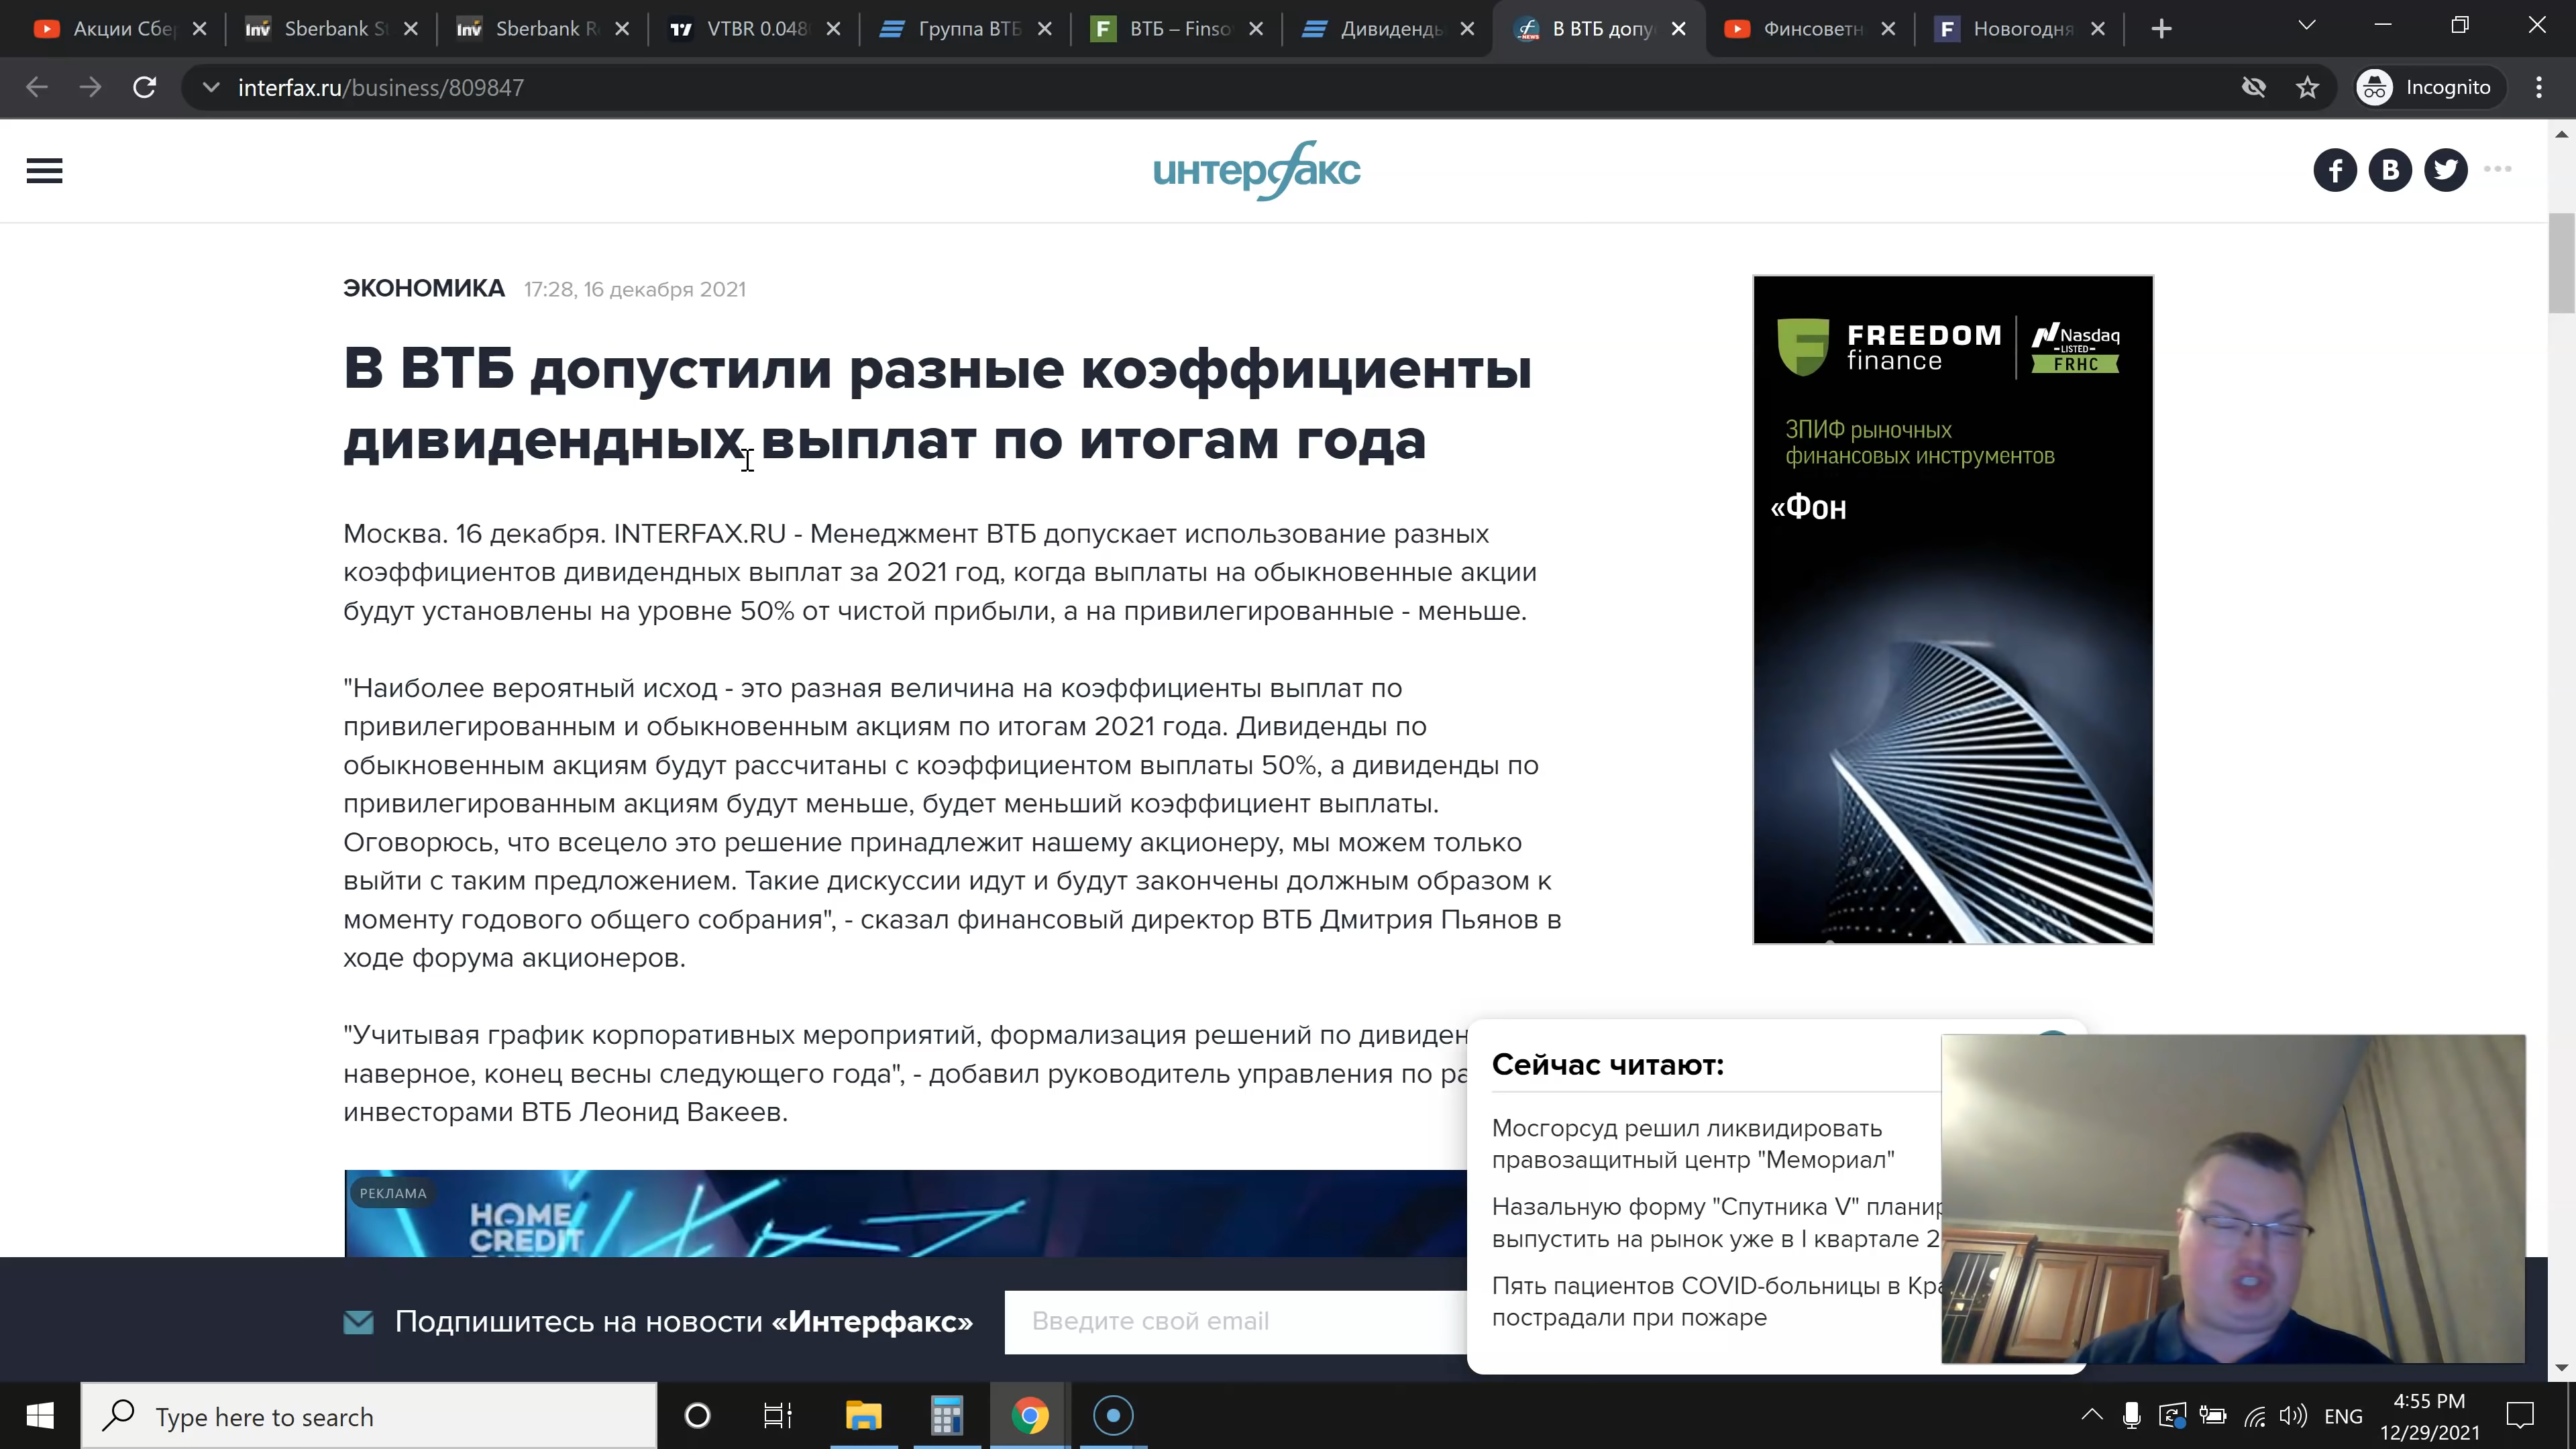 Акции Сбе
Sberbank St
Sberbank R
VTBR 0.048
Группа ВТБ
ВТБ – Finso
Дивиденды
В ВТБ допу
Финсоветн
Новогодня
interfax.ru/business/809847
Incognito
интерфакс
ЭКОНОМИКА 17:28, 16 декабря 2021
В ВТБ допустили разные коэффициенты
дивидендных выплат по итогам года
Москва. 16 декабря. INTERFAX.RU - Менеджмент ВТБ допускает использование разных
коэффициентов дивидендных выплат за 2021 год, когда выплаты на обыкновенные акции
будут установлены на уровне 50% от чистой прибыли, а на привилегированные - меньше.
"Наиболее вероятный исход - это разная величина на коэффициенты выплат по
привилегированным и обыкновенным акциям по итогам 2021 года. Дивиденды по
обыкновенным акциям будут рассчитаны с коэффициентом выплаты 50%, а дивиденды по
привилегированным акциям будут меньше, будет меньший коэффициент выплаты.
Оговорюсь, что всецело это решение принадлежит нашему акционеру, мы можем только
выйти с таким предложением. Такие дискуссии идут и будут закончены должным образом к
моменту годового общего собрания", - сказал финансовый директор ВТБ Дмитрия Пьянов в
ходе форума акционеров.
"Учитывая график корпоративных мероприятий, формализация решений по дивиден
наверное, конец весны следующего года", - добавил руководитель управления по ра
инвесторами ВТБ Леонид Вакеев.
FREEDOM
finance
Nasdaq
LISTED
FRHC
ЗПИФ рыночных
финансовых инструментов
«Фон
РЕКЛАМА
HOME
CREDIT
Сейчас читают:
Мосгорсуд решил ликвидировать
правозащитный центр "Мемориал"
Назальную форму "Спутника V" планир
выпустить на рынок уже в I квартале 2
Пять пациентов COVID-больницы в Кра
пострадали при пожаре
Подпишитесь на новости «Интерфакс»
Введите свой email
Type here to search
ENG
4:55 PM
12/29/2021